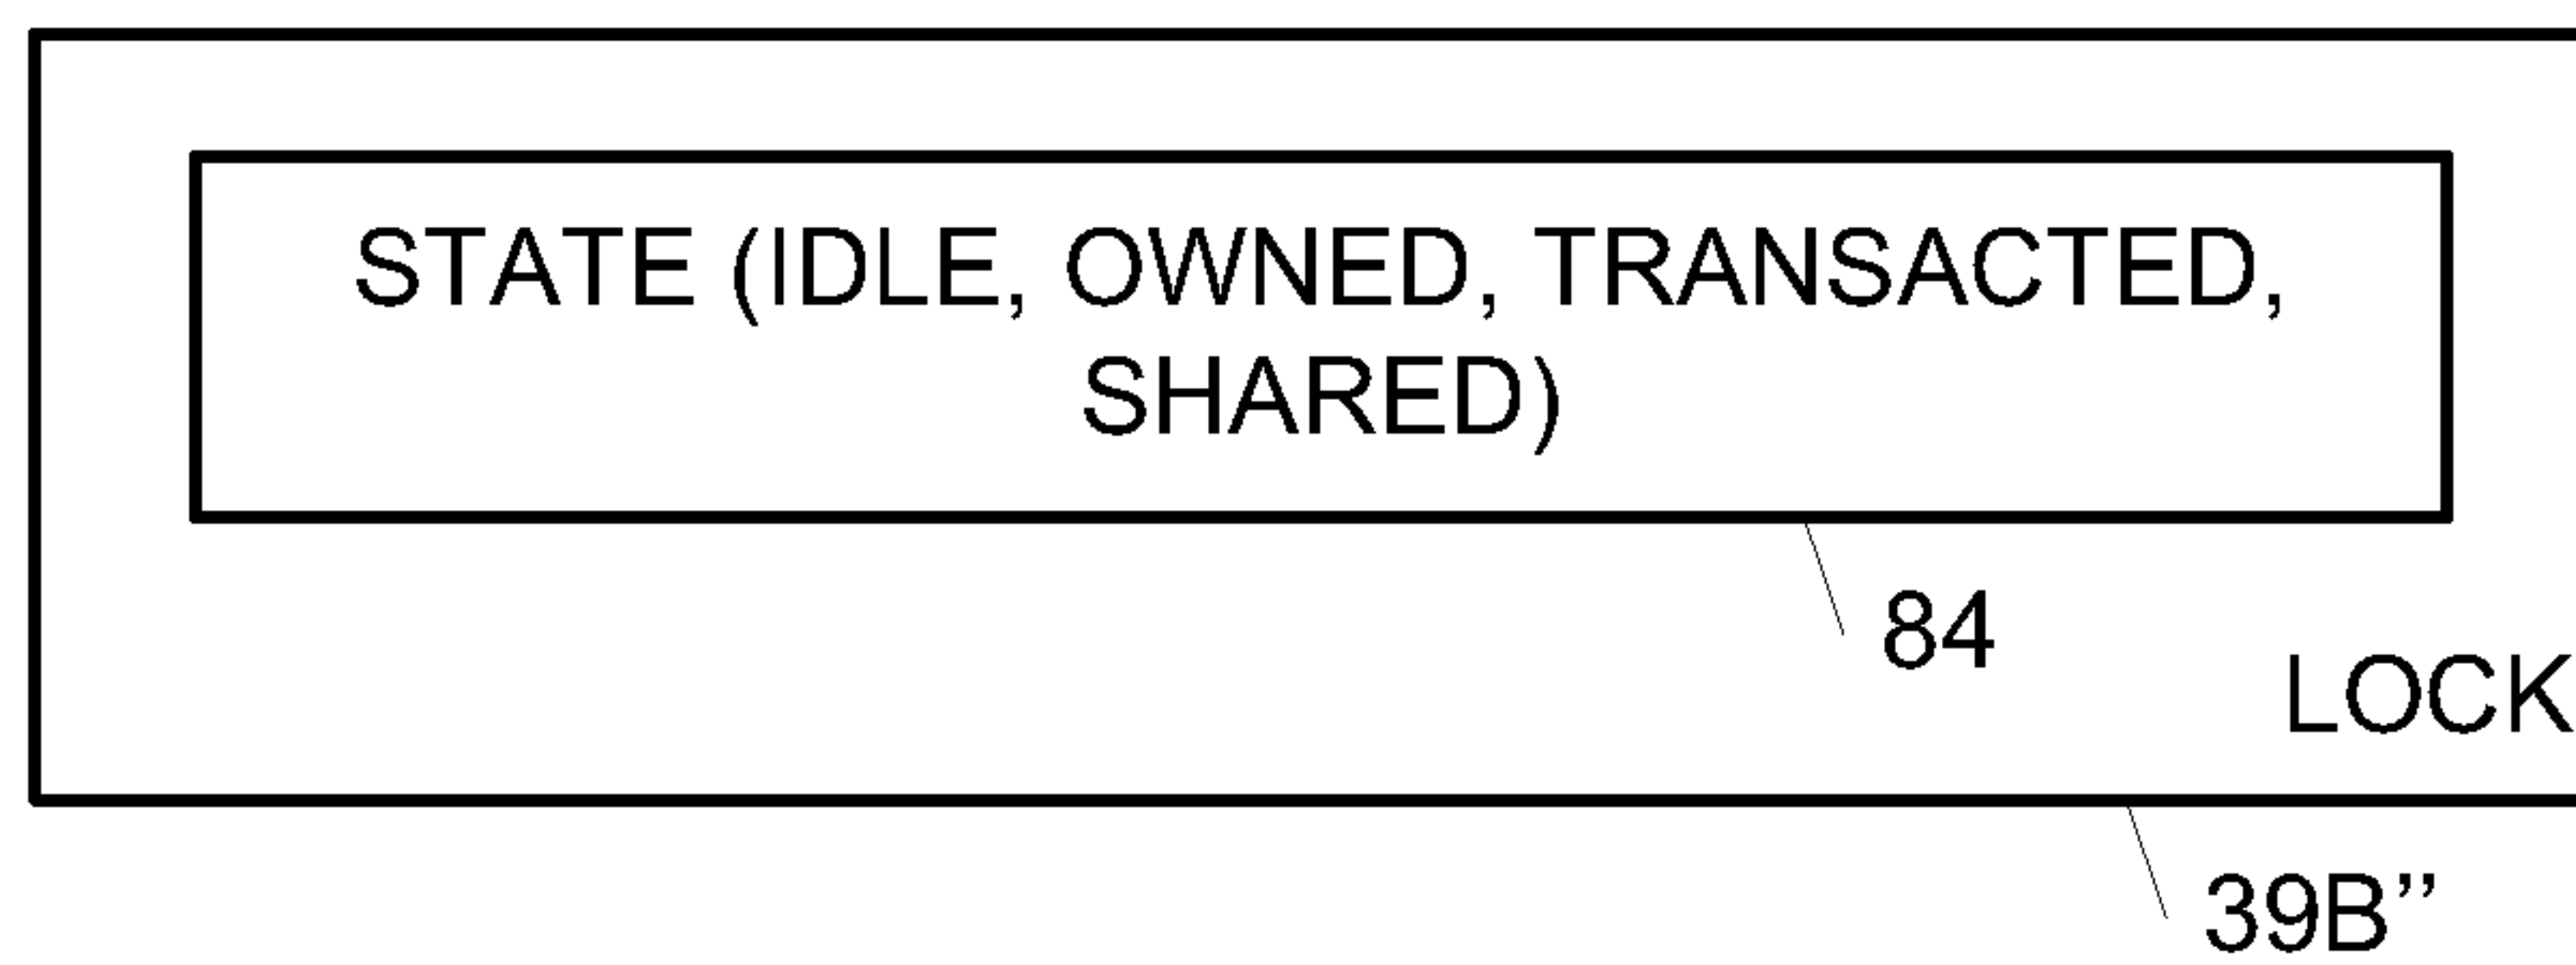 STATE (IDLE, OWNED, TRANSACTED,
SHARED)
84
LOCK
39B’’